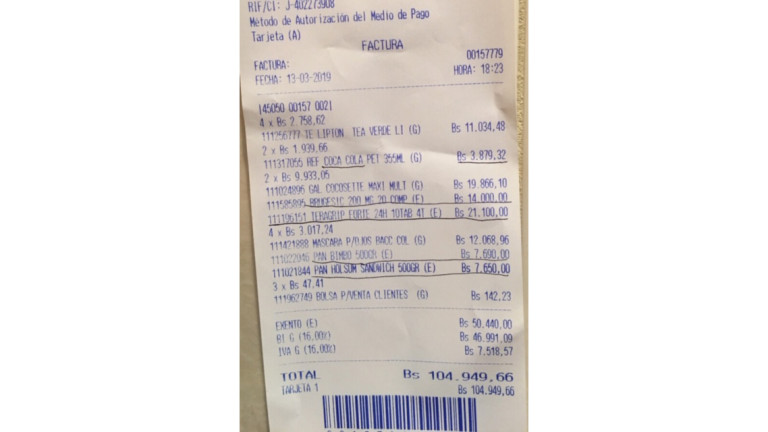 RIF/CI: J-402273908
Método de Autorización del Medio de Pago
Tarjeta (A)
FACTURA
FACTURA: 00157779
FECHA: 13-03-2019 HORA: 18:23
|45050 00157 002|
4 x Bs 2.758,62
111256777 TE LIPTON TEA VERDE LI (G) Bs 11.034,48
2 x Bs 1.939,66
111317055 REF COCA COLA PET 355ML (G) Bs 3.879,32
2 x Bs 9.933,05
111024896 GAL COCOSETTE MAXI MULT (G) Bs 19.866,10
111585895 BRUGESIC 200 MG 20 COMP (E) Bs 14.000,00
111196151 TERAGRIP FORTE 24H 10TAB 4T (E) Bs 21.100,00
4 x Bs 3.017,24
111421888 MASCARA P/OJOS BACC COL (G) Bs 12.068,96
111022046 PAN BIMBO 500GR (E) Bs 7.690,00
111021844 PAN HOLSUM SANDWICH 500GR (E) Bs 7.650,00
3 x Bs 47,41
111962749 BOLSA P/VENTA CLIENTES (G) Bs 142,23
EXENTO (E) Bs 50.440,00
BI G (16,00%) Bs 46.991,09
IVA G (16,00%) Bs 7.518,57
TOTAL Bs 104.949,66
TARJETA 1 Bs 104.949,66